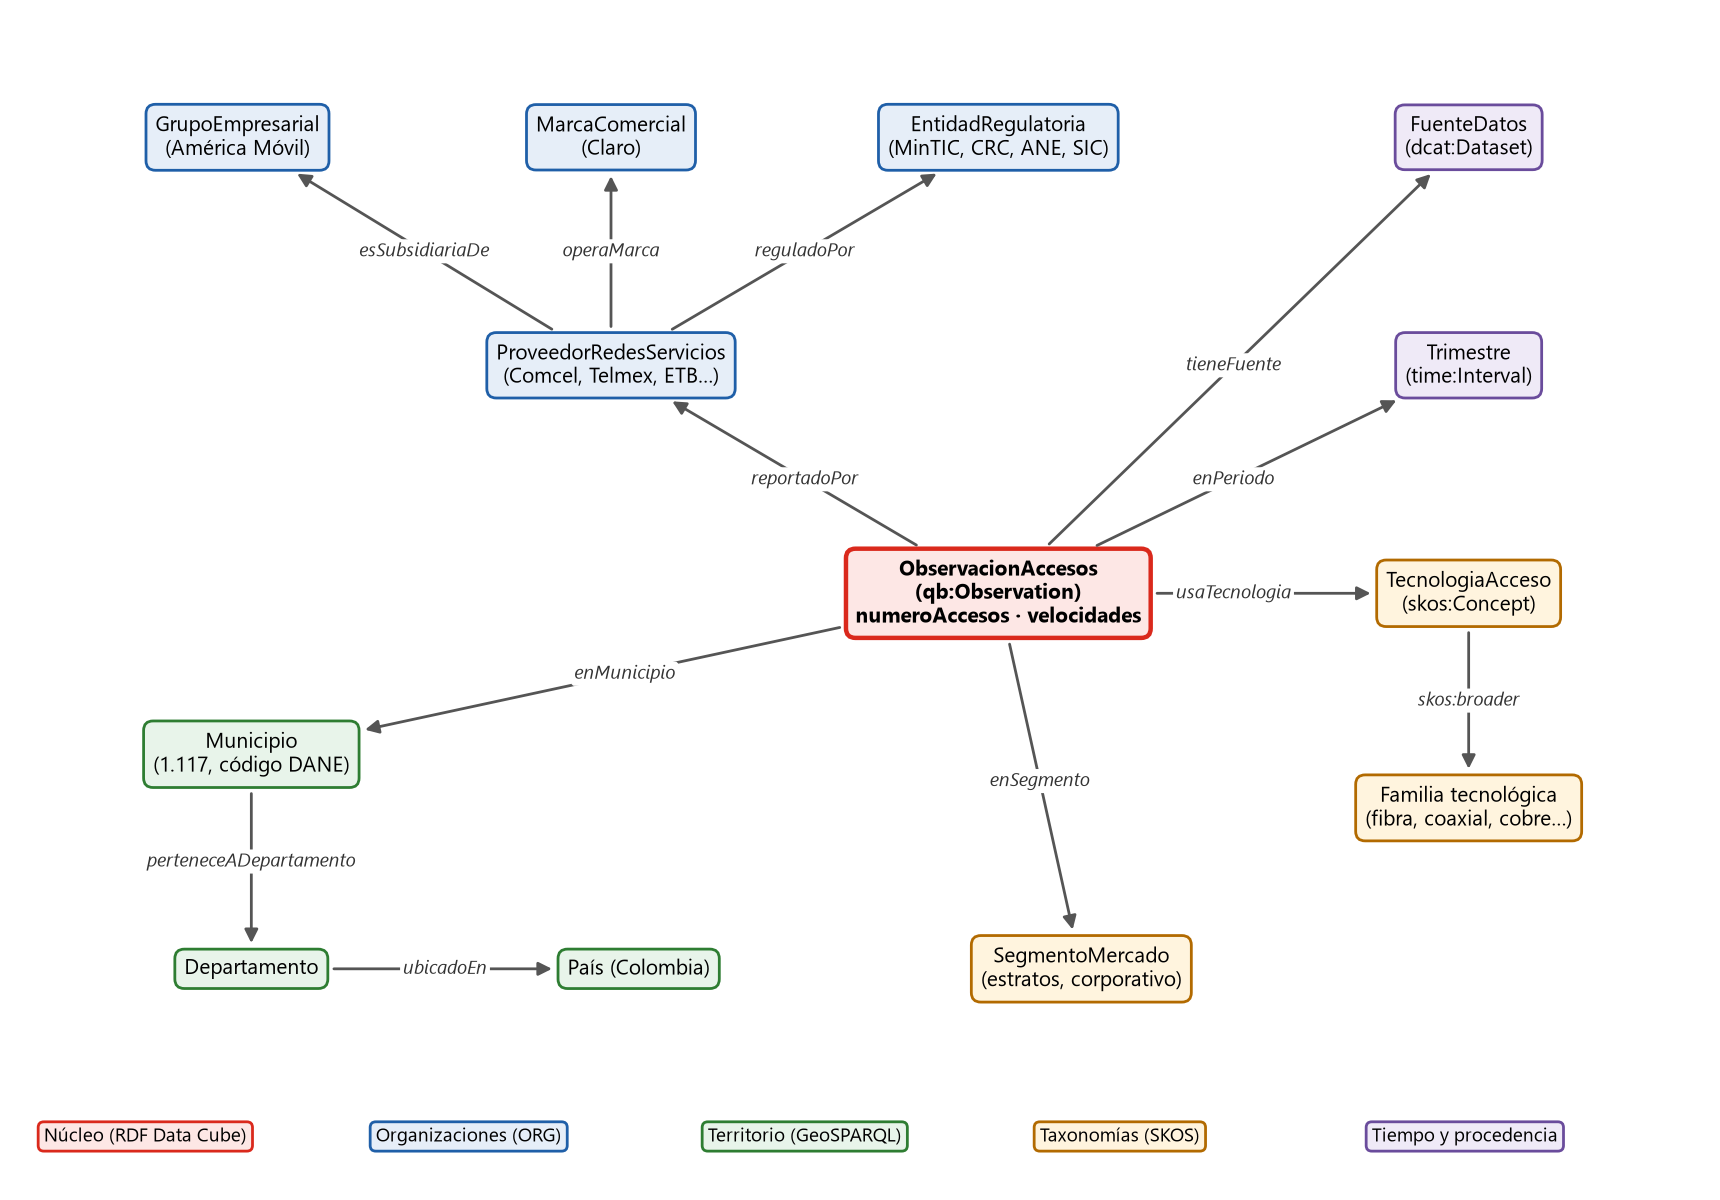 GrupoEmpresarial
(América Móvil)
MarcaComercial
(Claro)
EntidadRegulatoria
(MinTIC, CRC, ANE, SIC)
FuenteDatos
(dcat:Dataset)
esSubsidiariaDe
operaMarca
reguladoPor
ProveedorRedesServicios
(Comcel, Telmex, ETB...)
tieneFuente
Trimestre
(time:Interval)
reportadoPor
enPeriodo
ObservacionAccesos
(qb:Observation)
numeroAccesos · velocidades
usaTecnologia
TecnologiaAcceso
(skos:Concept)
enMunicipio
skos:broader
Municipio
(1.117, código DANE)
enSegmento
Familia tecnológica
(fibra, coaxial, cobre...)
perteneceADepartamento
Departamento
ubicadoEn
País (Colombia)
SegmentoMercado
(estratos, corporativo)
Núcleo (RDF Data Cube)
Organizaciones (ORG)
Territorio (GeoSPARQL)
Taxonomías (SKOS)
Tiempo y procedencia